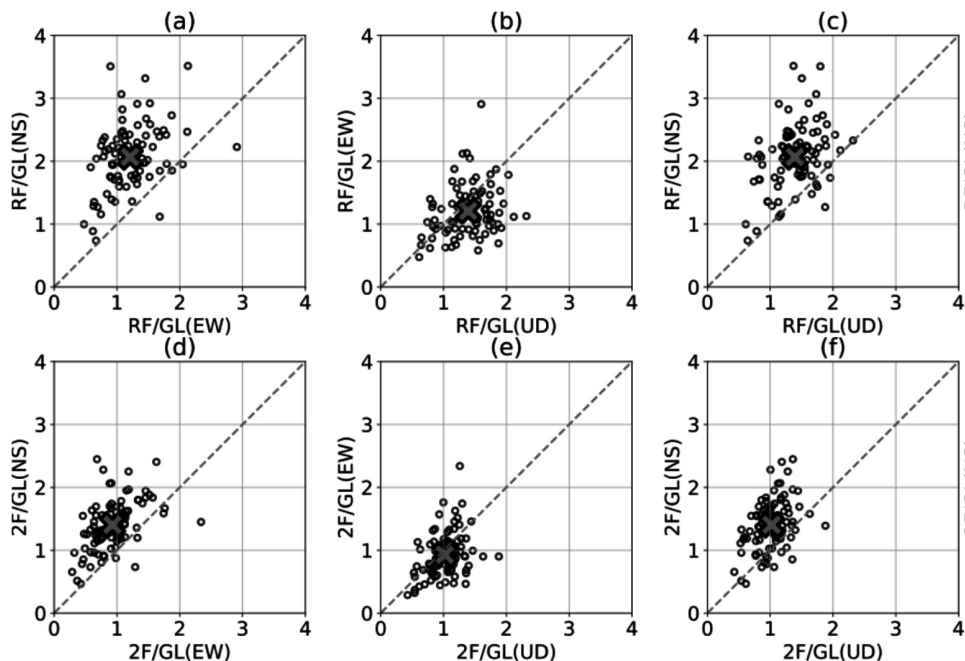 (a) (b) (c)
4 4 4
3 3 3
2 2 2
1 1 1
0 0 0
RF/GL(NS) RF/GL(EW) RF/GL(NS)
0 1 2 3 4 0 1 2 3 4 0 1 2 3 4
RF/GL(EW) RF/GL(UD) RF/GL(UD)
(d) (e) (f)
4 4 4
3 3 3
2 2 2
1 1 1
0 0 0
2F/GL(NS) 2F/GL(EW) 2F/GL(NS)
0 1 2 3 4 0 1 2 3 4 0 1 2 3 4
2F/GL(EW) 2F/GL(UD) 2F/GL(UD)